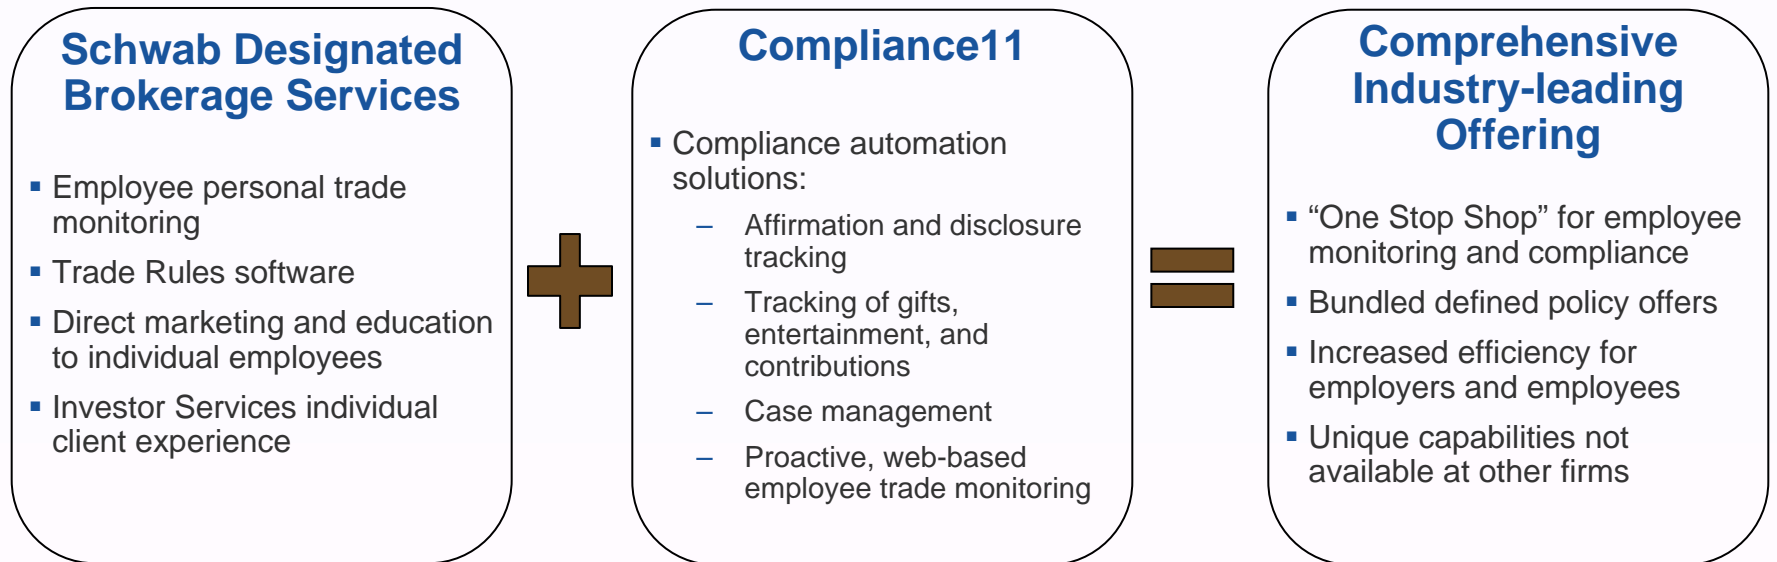 Schwab Designated
Brokerage Services
▪ Employee personal trade
monitoring
▪ Trade Rules software
▪ Direct marketing and education
to individual employees
▪ Investor Services individual
client experience
Compliance11
▪ Compliance automation
solutions:
– Affirmation and disclosure
tracking
– Tracking of gifts,
entertainment, and
contributions
– Case management
– Proactive, web-based
employee trade monitoring
Comprehensive
Industry-leading
Offering
▪ “One Stop Shop” for employee
monitoring and compliance
▪ Bundled defined policy offers
▪ Increased efficiency for
employers and employees
▪ Unique capabilities not
available at other firms